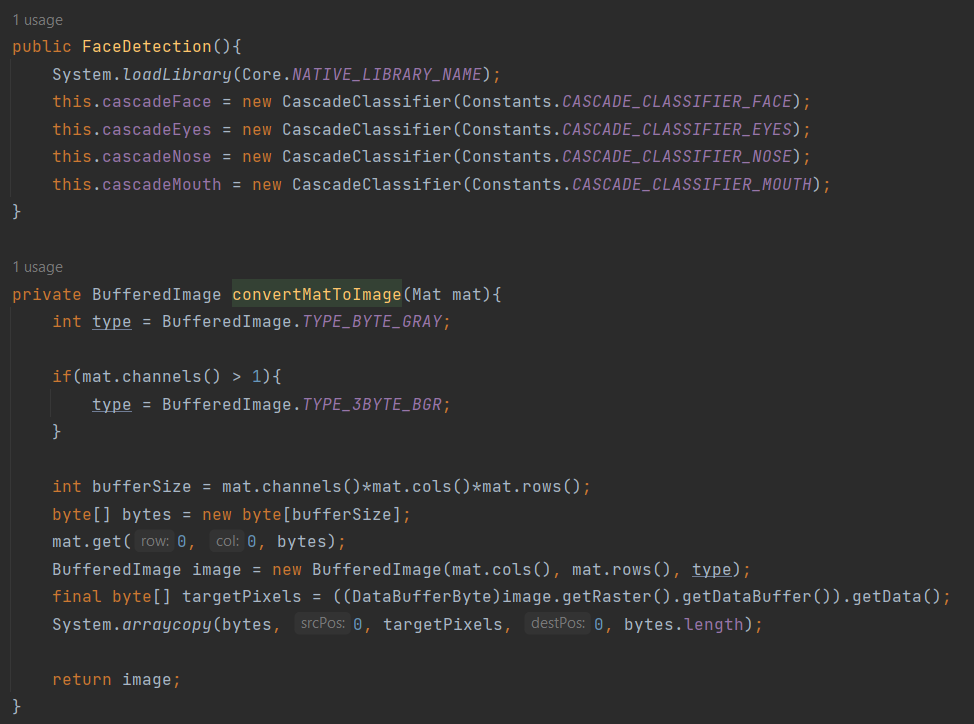 1 usage
public FaceDetection(){
System.loadLibrary(Core.NATIVE_LIBRARY_NAME);
this.cascadeFace = new CascadeClassifier(Constants.CASCADE_CLASSIFIER_FACE);
this.cascadeEyes = new CascadeClassifier(Constants.CASCADE_CLASSIFIER_EYES);
this.cascadeNose = new CascadeClassifier(Constants.CASCADE_CLASSIFIER_NOSE);
this.cascadeMouth = new CascadeClassifier(Constants.CASCADE_CLASSIFIER_MOUTH);
}
1 usage
private BufferedImage convertMatToImage(Mat mat){
int type = BufferedImage.TYPE_BYTE_GRAY;
if(mat.channels() > 1){
type = BufferedImage.TYPE_3BYTE_BGR;
}
int bufferSize = mat.channels()*mat.cols()*mat.rows();
byte[] bytes = new byte[bufferSize];
mat.get( row: 0, col: 0, bytes);
BufferedImage image = new BufferedImage(mat.cols(), mat.rows(), type);
final byte[] targetPixels = ((DataBufferByte)image.getRaster().getDataBuffer()).getData();
System.arraycopy(bytes, srcPos: 0, targetPixels, destPos: 0, bytes.length);
return image;
}